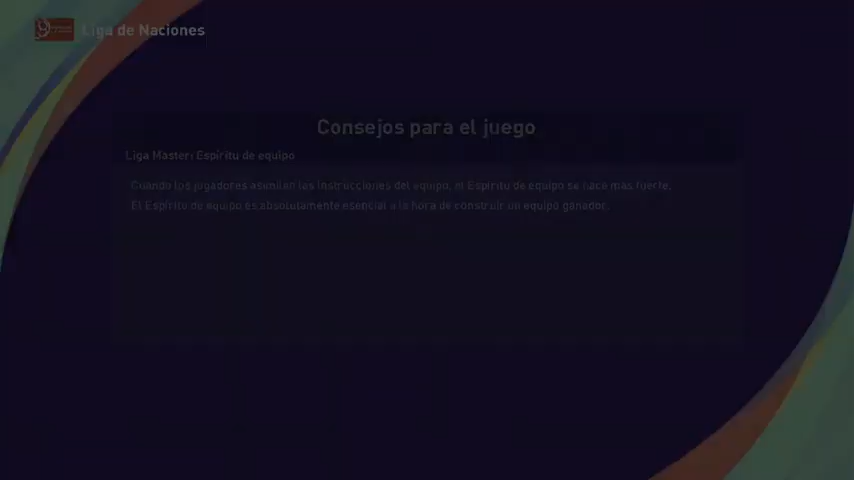 Liga de Naciones
Consejos para el juego
Liga Master: Espíritu de equipo
Cuando los jugadores asimilan las instrucciones del equipo, el Espíritu de equipo se hace más fuerte.
El Espíritu de equipo es absolutamente esencial a la hora de construir un equipo ganador.